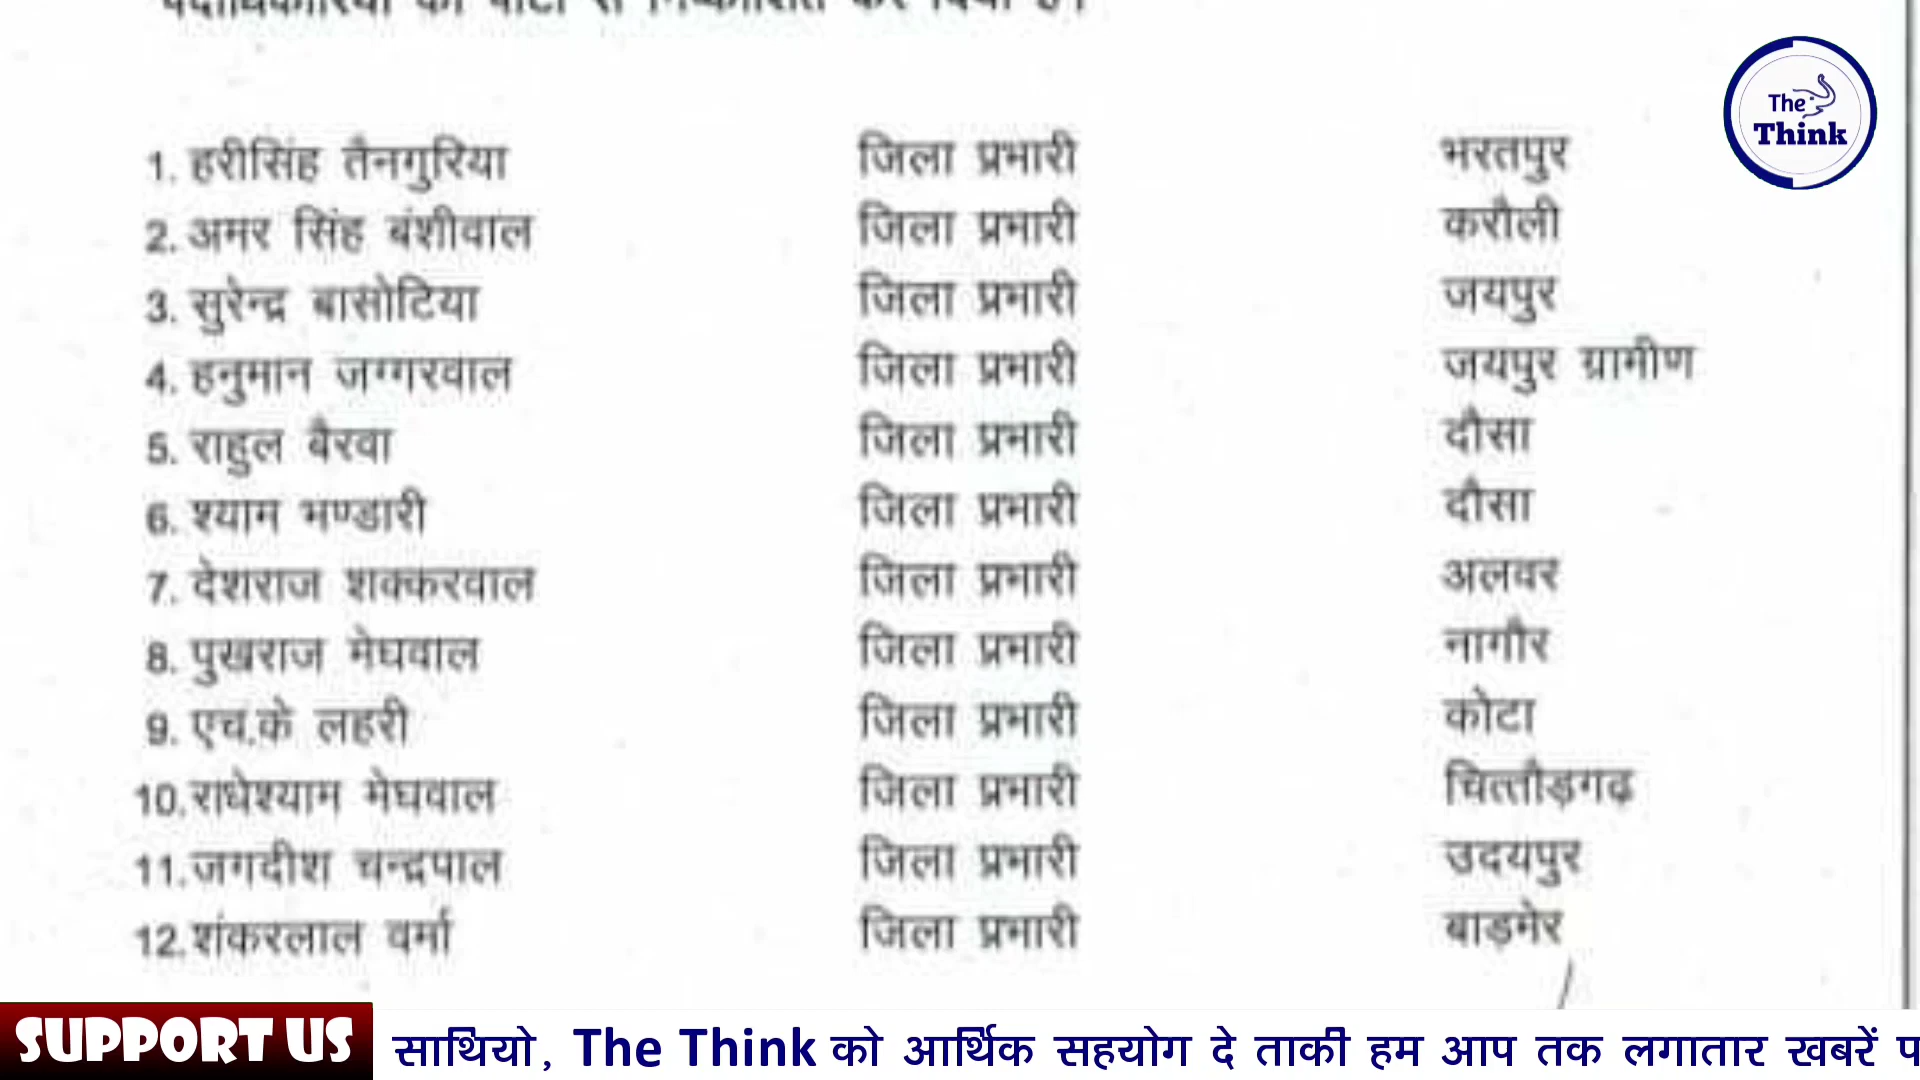 पदाधिकारियों को पार्टी से निष्कासित कर दिया है।
The
Think
1. हरीसिंह तैनगुरिया जिला प्रभारी भरतपुर
2. अमर सिंह बंशीवाल जिला प्रभारी करौली
3. सुरेन्द्र बासोटिया जिला प्रभारी जयपुर
4. हनुमान जग्गरवाल जिला प्रभारी जयपुर ग्रामीण
5. राहुल बैरवा जिला प्रभारी दौसा
6. श्याम भण्डारी जिला प्रभारी दौसा
7. देशराज शक्करवाल जिला प्रभारी अलवर
8. पुखराज मेघवाल जिला प्रभारी नागौर
9. एच.के लहरी जिला प्रभारी कोटा
10. राधेश्याम मेघवाल जिला प्रभारी चित्तौड़गढ़
11. जगदीश चन्द्रपाल जिला प्रभारी उदयपुर
12. शंकरलाल वर्मा जिला प्रभारी बाड़मेर
SUPPORT US साथियो, The Think को आर्थिक सहयोग दे ताकी हम आप तक लगातार खबरें प